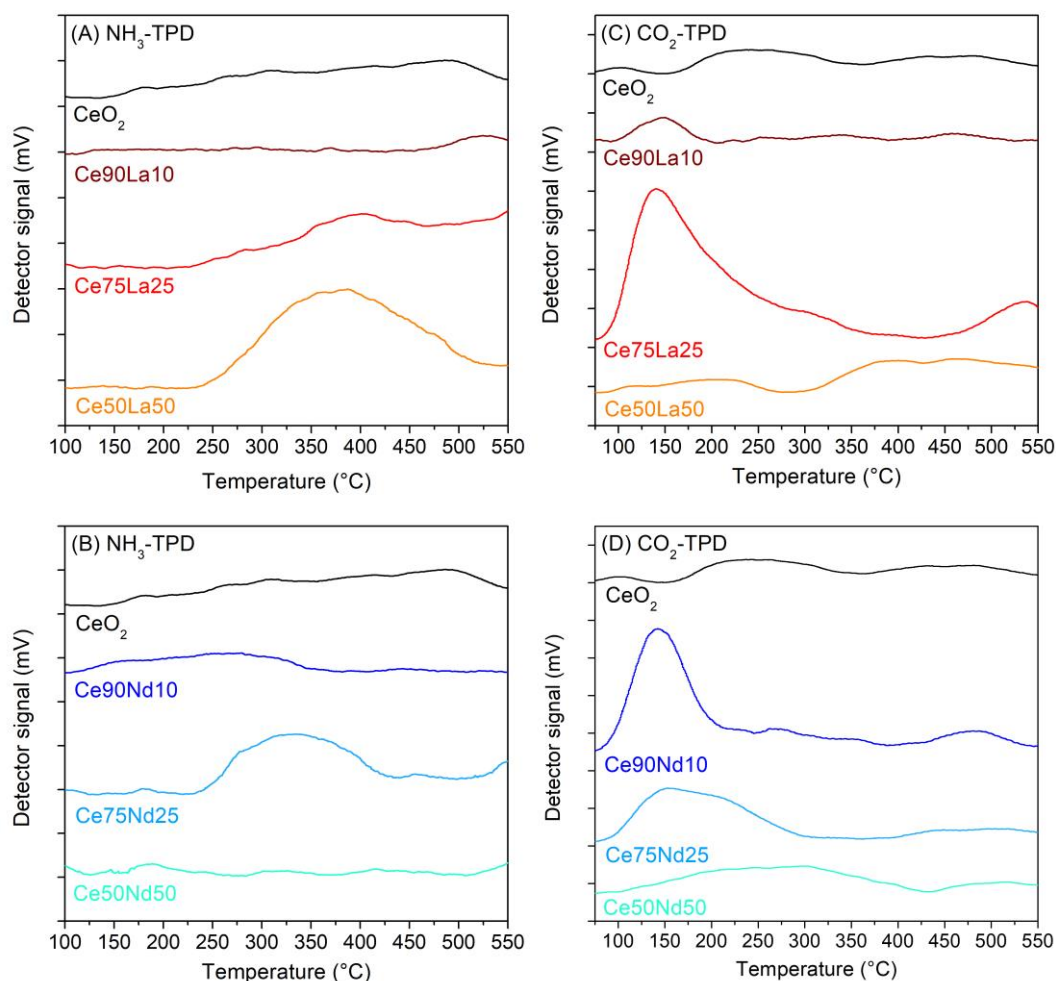 (A) NH₃-TPD
CeO₂
Ce90La10
Ce75La25
Ce50La50
Detector signal (mV)
100 150 200 250 300 350 400 450 500 550
Temperature (°C)
(C) CO₂-TPD
CeO₂
Ce90La10
Ce75La25
Ce50La50
Detector signal (mV)
100 150 200 250 300 350 400 450 500 550
Temperature (°C)
(B) NH₃-TPD
CeO₂
Ce90Nd10
Ce75Nd25
Ce50Nd50
Detector signal (mV)
100 150 200 250 300 350 400 450 500 550
Temperature (°C)
(D) CO₂-TPD
CeO₂
Ce90Nd10
Ce75Nd25
Ce50Nd50
Detector signal (mV)
100 150 200 250 300 350 400 450 500 550
Temperature (°C)